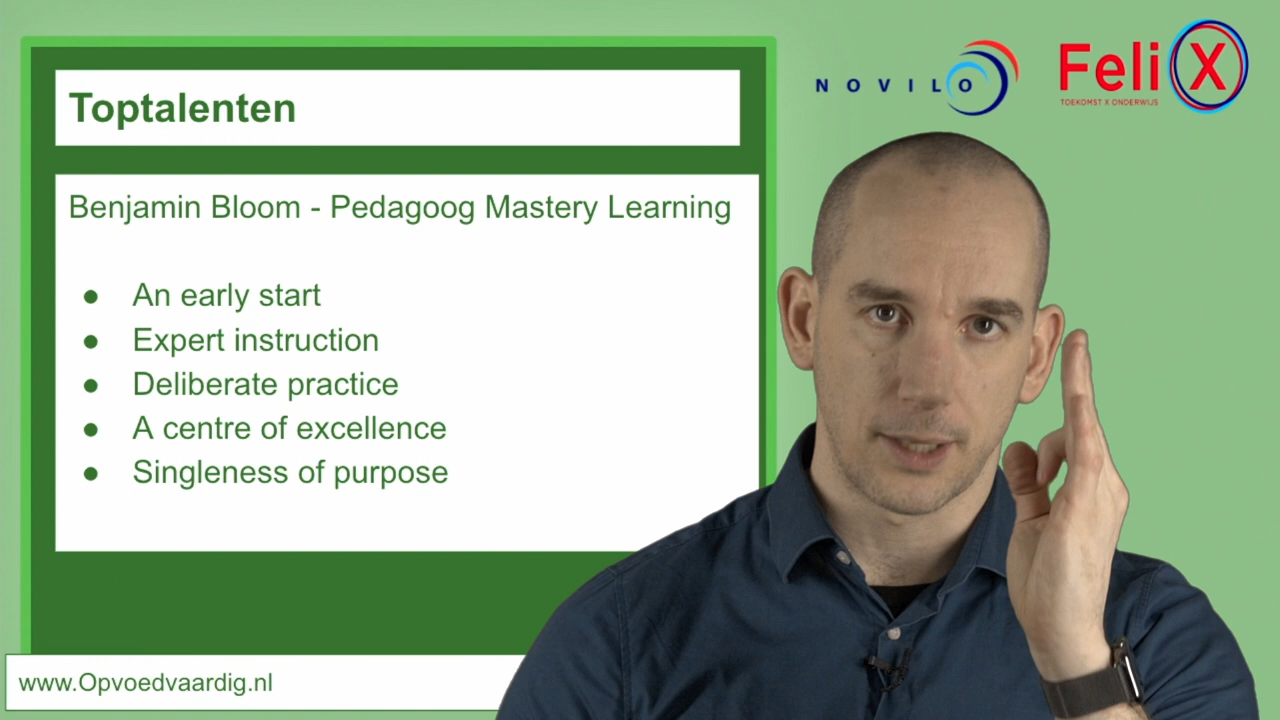 Toptalenten
Benjamin Bloom - Pedagoog Mastery Learning
● An early start
● Expert instruction
● Deliberate practice
● A centre of excellence
● Singleness of purpose
www.Opvoedvaardig.nl
NOVILO
FeliX
TOEKOMST X ONDERWIJS